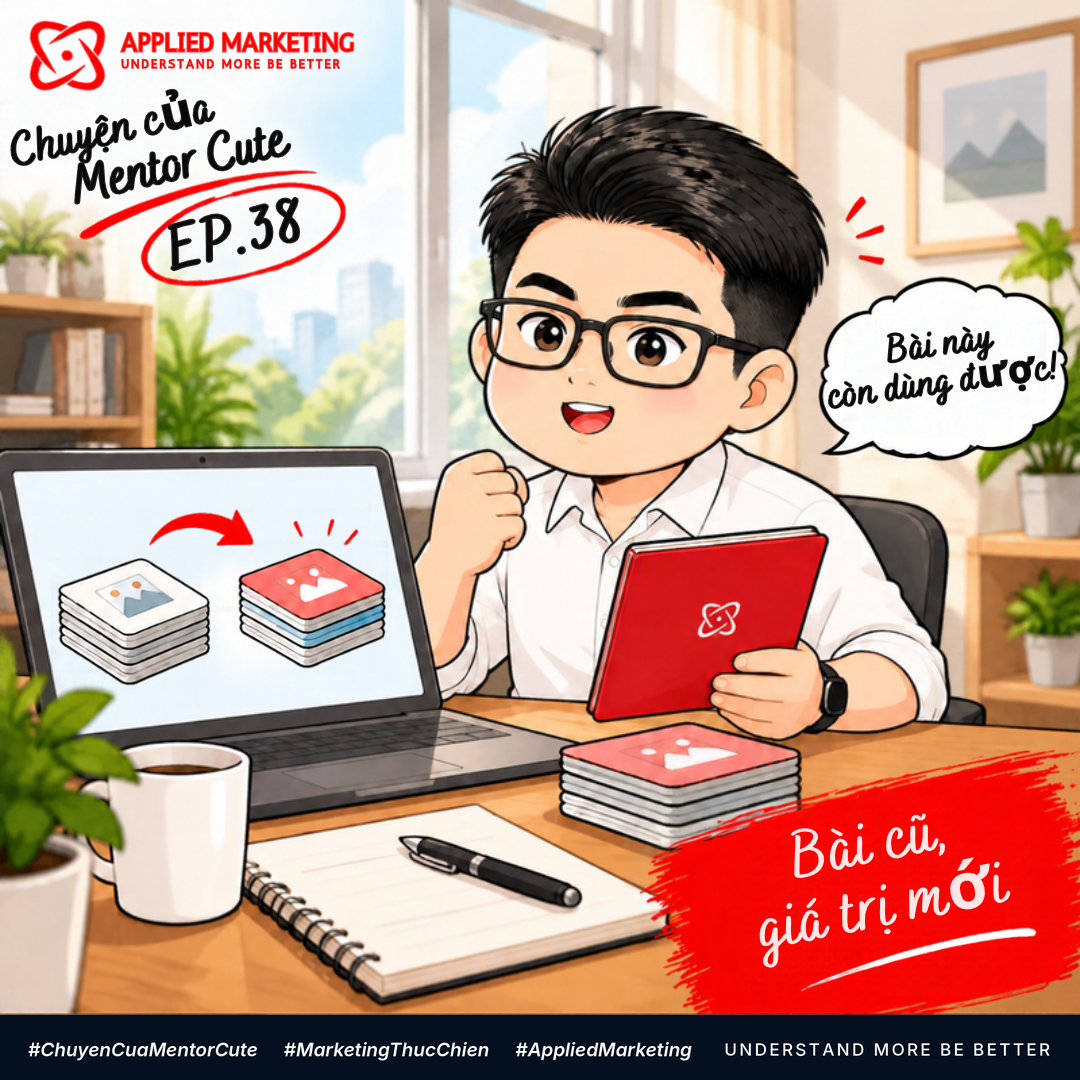 APPLIED MARKETING
UNDERSTAND MORE BE BETTER
Chuyện của
Mentor Cute
EP.38
Bài này
còn dùng được!
Bài cũ,
giá trị mới
#ChuyenCuaMentorCute #MarketingThucChien #AppliedMarketing UNDERSTAND MORE BE BETTER